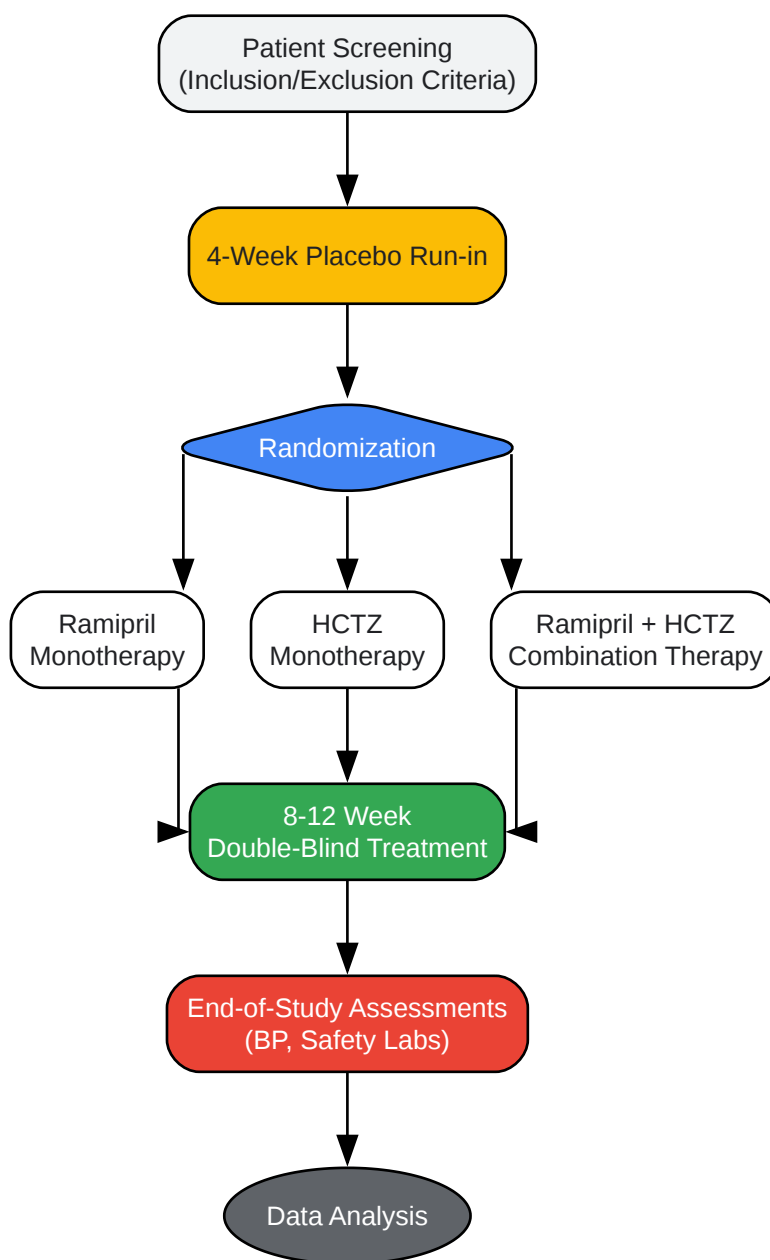 Patient Screening
(Inclusion/Exclusion Criteria)
4-Week Placebo Run-in
Randomization
Ramipril
Monotherapy
HCTZ
Monotherapy
Ramipril + HCTZ
Combination Therapy
8-12 Week
Double-Blind Treatment
End-of-Study Assessments
(BP, Safety Labs)
Data Analysis